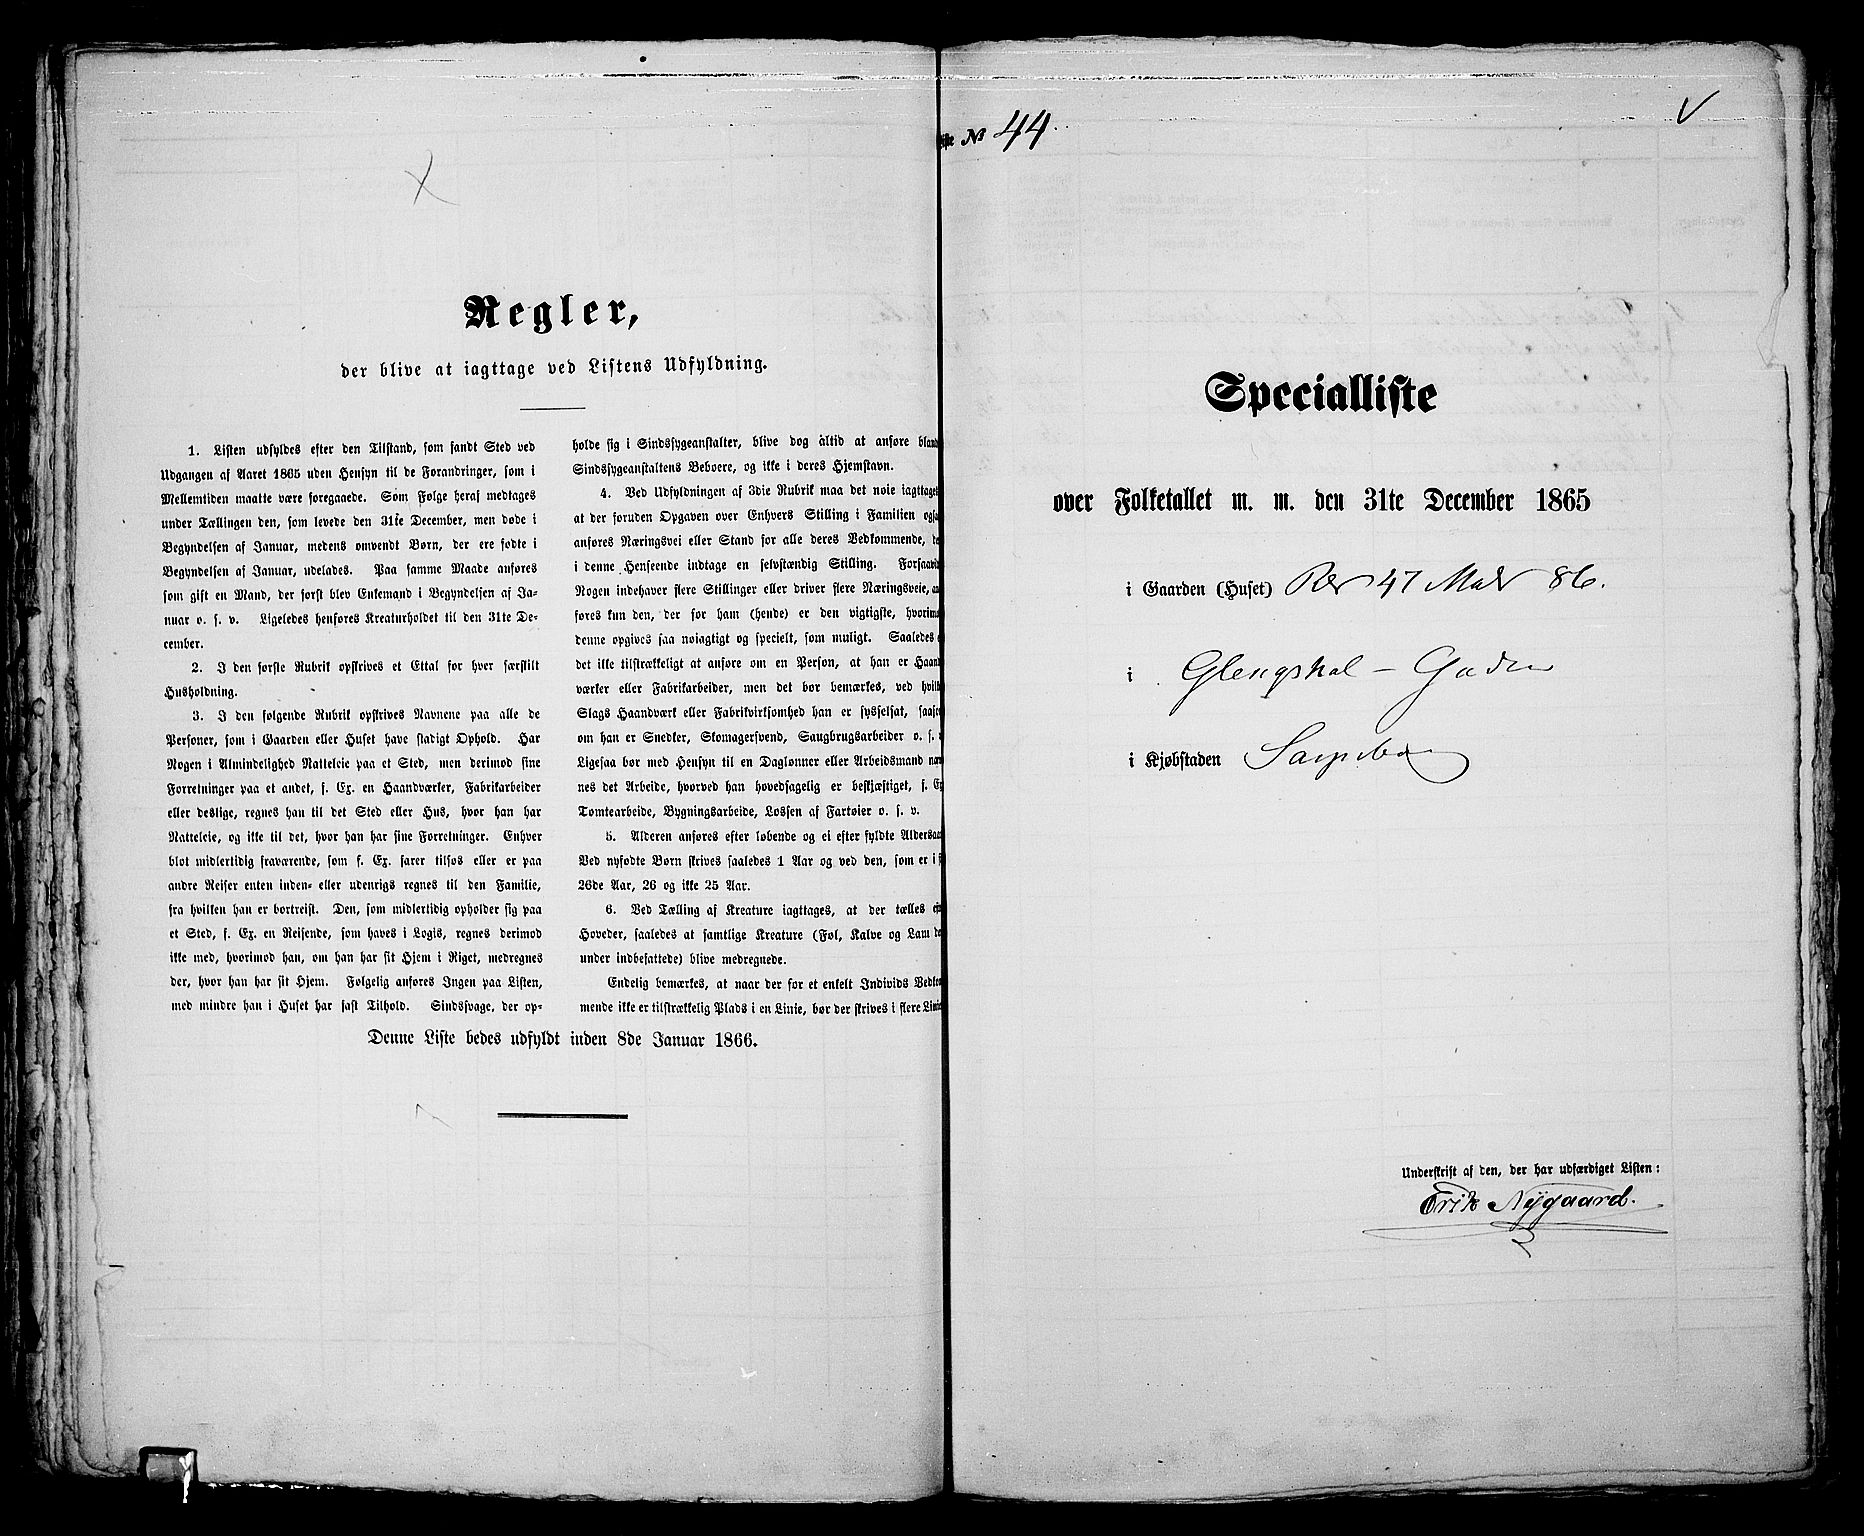 Regler,
der blive at iagttage ved Listens Udfyldning.
1. Listen udfyldes efter den Tilstand, som fandt Sted ved
Udgangen af Aaret 1865 uden Hensyn til de Forandringer, som i
Mellemtiden maatte være foregaaede. Som Følge heraf medtages
under Tællingen den, som levede den 31te December, men døde i
Begyndelsen af Januar, medens omvendt Børn, der ere fødte i
Begyndelsen af Januar, udelades. Paa samme Maade anføres
som gift en Mand, der først blev Enkemand i Begyndelsen af Ja-
nuar o. s. v. Ligeledes henføres Kreaturholdet til den 31te De-
cember.
2. I den første Rubrik opskrives et Ettal for hver særskilt
Husholdning.
3. I den følgende Rubrik opskrives Navnene paa alle de
Personer, som i Gaarden eller Huset have stadigt Ophold. Har
Nogen i Almindelighed Natteleie paa et Sted, men derimod sine
Forretninger paa et andet, f. Ex. en Haandværker, Fabrikarbeider
eller deslige, regnes han til det Sted eller Hus, hvor han har
Natteleie, og ikke til det, hvor han har sine Forretninger. Enhver
blot midlertidig fraværende, som f. Ex. farer tilsøs eller er paa
andre Reiser enten inden- eller udenrigs regnes til den Familie,
fra hvilken han er bortreist. Den, som midlertidig opholder sig paa
et Sted, f. Ex. en Reisende, som haves i Logis, regnes derimod
ikke med, hvorimod han, om han har sit Hjem i Riget, medregnes
der, hvor han har sit Hjem. Følgelig anføres Ingen paa Listen,
med mindre han i Huset har fast Tilhold. Sindssvage, der op-
holde sig i Sindssygeanstalter, blive dog altid at anføre bland
Sindssygeanstaltens Beboere, og ikke i deres Hjemstavn.
4. Ved Udfyldningen af 3die Rubrik maa det nøie iagttages
at der foruden Opgaven over Enhvers Stilling i Familien ogsaa
anføres Næringsvei eller Stand for alle deres Vedkommende, de
i denne Henseende indtage en selvstændig Stilling. Forsaavid
Nogen indehaver flere Stillinger eller driver flere Næringsveie, an
føres kun den, der for ham (hende) er den vigtigste, hvorimo
denne opgives saa nøiagtigt og specielt, som muligt. Saaledes e
det ikke tilstrækkeligt at anføre om en Person, at han er Haand
værker eller Fabrikarbeider, men det bør bemærkes, ved hvilk
Slags Haandværk eller Fabrikvirksomhed han er sysselsat, saase
om han er Snedker, Skomagersvend, Saugbrugsarbeider o. s. v
Ligesaa bør med Hensyn til en Daglønner eller Arbeidsmand næv
nes det Arbeide, hvorved han hovedsagelig er beskjæftiget, f. Ex
Tomtearbeide, Bygningsarbeide, Lossen af Fartøier o. s. v.
5. Alderen anføres efter løbende og ei efter fyldte Aldersaar
Ved nyfødte Børn skrives saaledes 1 Aar og ved den, som er i s
26de Aar, 26 og ikke 25 Aar.
6. Ved Tælling af Kreature iagttages, at der tælles efte
Hoveder, saaledes at samtlige Kreature (Føl, Kalve og Lam de
under indbefattede) blive medregnede.
Endelig bemærkes, at naar der for et enkelt Individs Vedkom
mende ikke er tilstrækkelig Plads i en Linie, bør der skrives i flere Linie
Denne Liste bedes udfyldt inden 8de Januar 1866.
iste No 44.
Specialliste
over Folketallet m. m. den 31te December 1865
i Gaarden (Huset) 47 86.
i Glengshol-Gaden
i Kjøbstaden Sarpsborg
Underskrift af den, der har udfærdiget Listen:
Erik Nygaard.